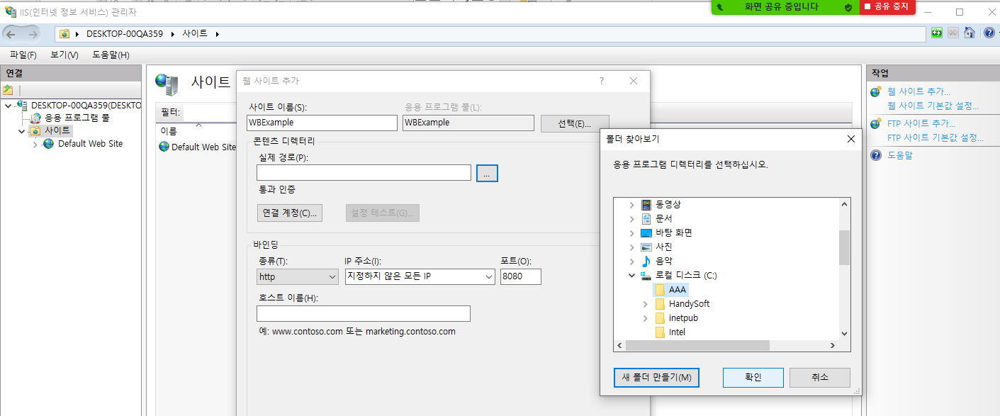 화면 공유 중입니다
공유 중지
IIS(인터넷 정보 서비스) 관리자
DESKTOP-00QA359
사이트
파일(F) 보기(V) 도움말(H)
연결
DESKTOP-00QA359(DESKTO
응용 프로그램 풀
사이트
Default Web Site
사이트
필터:
이름
Default Web Site
웹 사이트 추가
?
사이트 이름(S):
응용 프로그램 풀(L):
WBExample
WBExample
선택(E)...
콘텐츠 디렉터리
실제 경로(P):
...
통과 인증
연결 계정(C)...
설정 테스트(G)...
바인딩
종류(T):
IP 주소(I):
포트(O):
http
지정하지 않은 모든 IP
8080
호스트 이름(H):
예: www.contoso.com 또는 marketing.contoso.com
폴더 찾아보기
응용 프로그램 디렉터리를 선택하십시오.
동영상
문서
바탕 화면
사진
음악
로컬 디스크 (C:)
AAA
HandySoft
inetpub
Intel
새 폴더 만들기(M)
확인
취소
작업
웹 사이트 추가...
웹 사이트 기본값 설정...
FTP 사이트 추가...
FTP 사이트 기본값 설정...
도움말